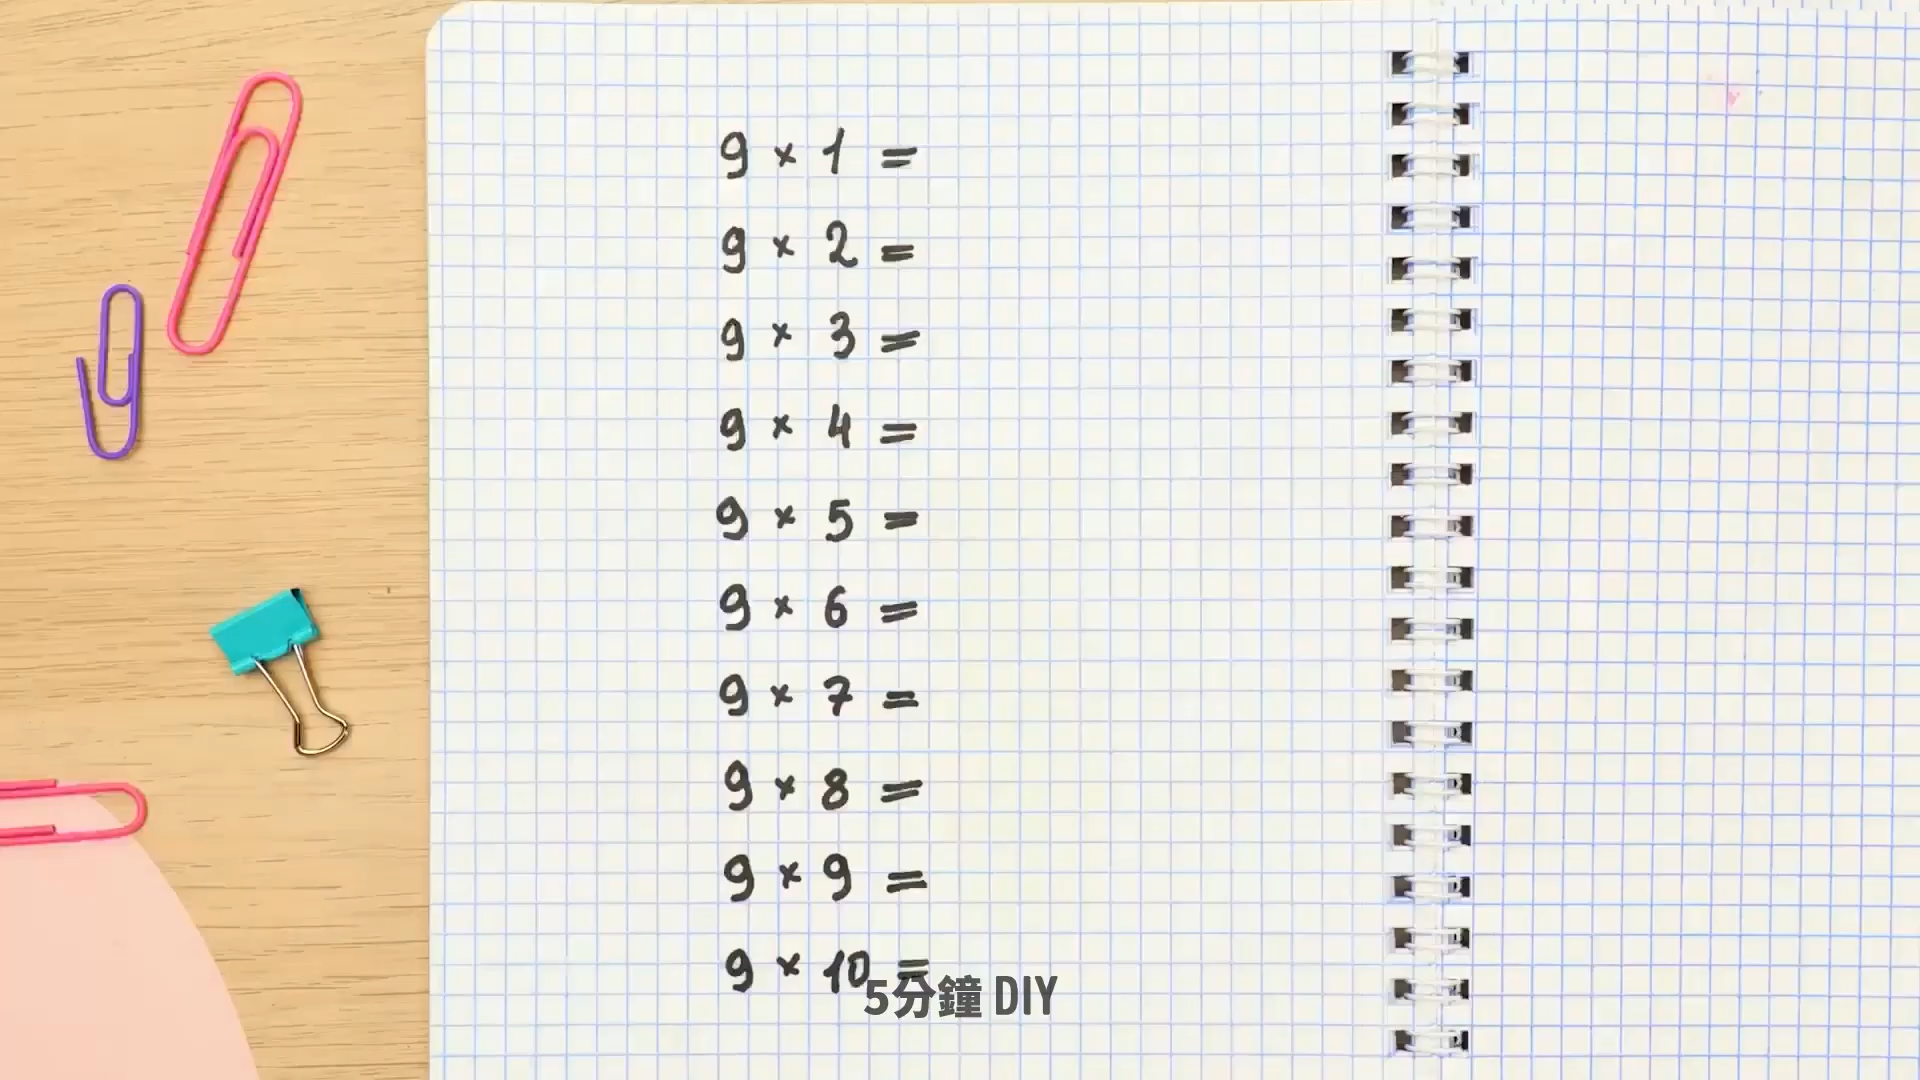 9 × 1 =
9 × 2 =
9 × 3 =
9 × 4 =
9 × 5 =
9 × 6 =
9 × 7 =
9 × 8 =
9 × 9 =
9 × 10 =
5分鐘 DIY